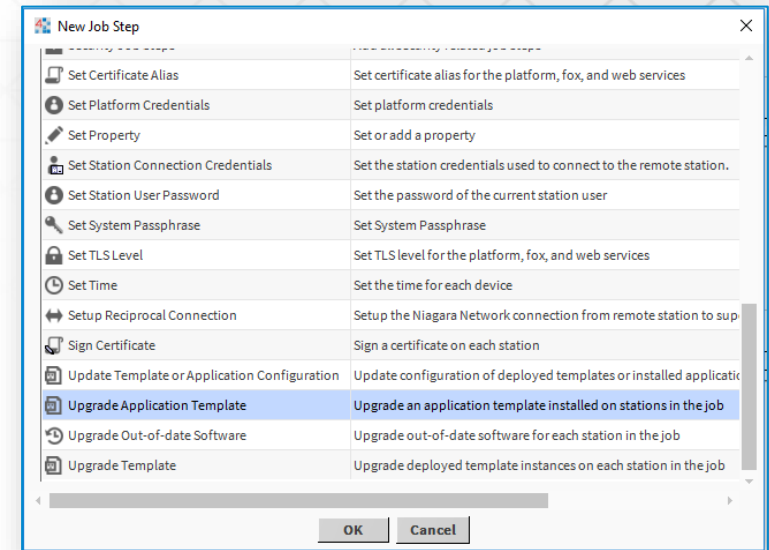 New Job Step
Set Certificate Alias Set certificate alias for the platform, fox, and web services
Set Platform Credentials Set platform credentials
Set Property Set or add a property
Set Station Connection Credentials Set the station credentials used to connect to the remote station.
Set Station User Password Set the password of the current station user
Set System Passphrase Set System Passphrase
Set TLS Level Set TLS level for the platform, fox, and web services
Set Time Set the time for each device
Setup Reciprocal Connection Setup the Niagara Network connection from remote station to sup
Sign Certificate Sign a certificate on each station
Update Template or Application Configuration Update configuration of deployed templates or installed applicatio
Upgrade Application Template Upgrade an application template installed on stations in the job
Upgrade Out-of-date Software Upgrade out-of-date software for each station in the job
Upgrade Template Upgrade deployed template instances on each station in the job
OK Cancel